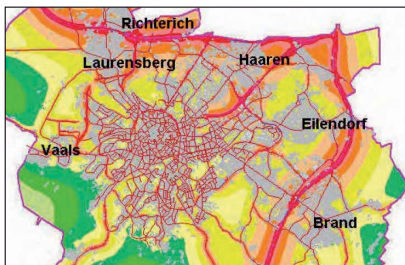 Richterich
Laurensberg
Haaren
Vaals
Eilendorf
Brand